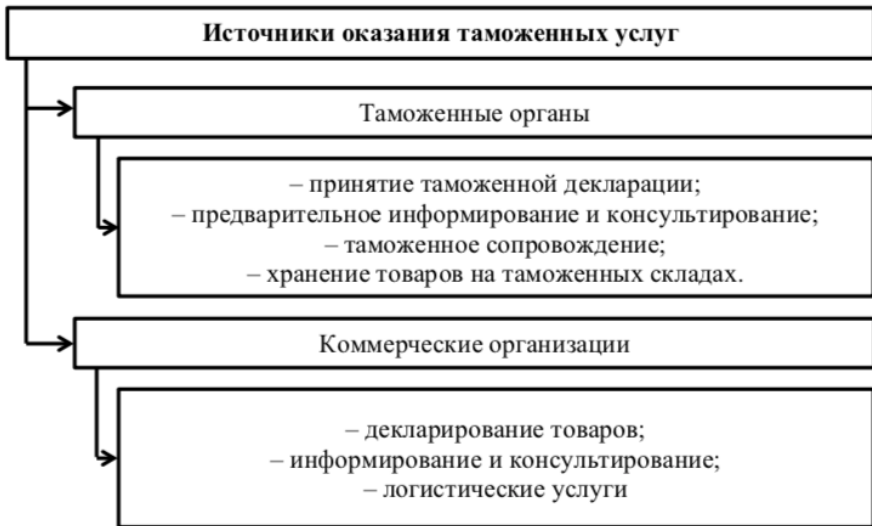 Источники оказания таможенных услуг
Таможенные органы
– принятие таможенной декларации;
– предварительное информирование и консультирование;
– таможенное сопровождение;
– хранение товаров на таможенных складах.
Коммерческие организации
– декларирование товаров;
– информирование и консультирование;
– логистические услуги